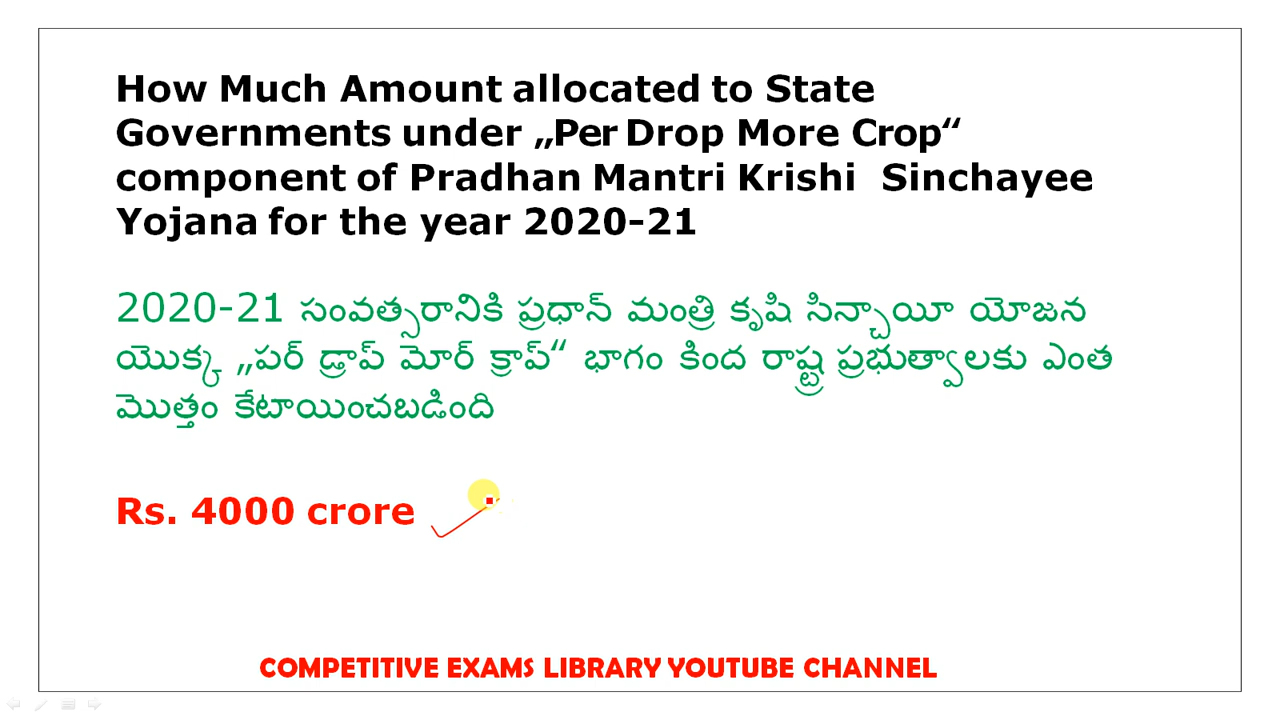 How Much Amount allocated to State
Governments under „Per Drop More Crop“
component of Pradhan Mantri Krishi Sinchayee
Yojana for the year 2020-21
2020-21 సంవత్సరానికి ప్రధాన్ మంత్రి కృషి సిన్చాయీ యోజన
యొక్క „పర్ డ్రాప్ మోర్ క్రాప్“ భాగం కింద రాష్ట్ర ప్రభుత్వాలకు ఎంత
మొత్తం కేటాయించబడింది
Rs. 4000 crore
COMPETITIVE EXAMS LIBRARY YOUTUBE CHANNEL